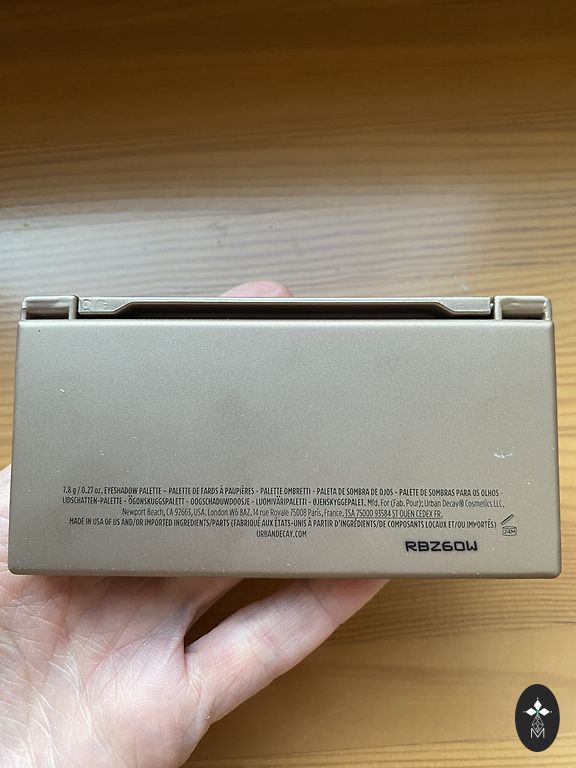 7.8 g / 0.27 oz. EYESHADOW PALETTE – PALETTE DE FARDS À PAUPIÈRES - PALETTE OMBRETTI - PALETA DE SOMBRA DE OJOS - PALETE DE SOMBRAS PARA OS OLHOS
LIDSCHATTEN-PALETTE - ÖGONSKUGGSPALETT - OOGSCHADUWDOOSJE - LUOMIVÄRIPALETTI - ØJENSKYGGEPALET. Mfd. For (Fab. Pour): Urban Decay® Cosmetics LLC,
Newport Beach, CA 92663, USA. London W6 8AZ. 14 rue Royale 75008 Paris, France. TSA 75000 93584 ST OUEN CEDEX FR.
MADE IN USA OF US AND/OR IMPORTED INGREDIENTS/PARTS (FABRIQUÉ AUX ÉTATS-UNIS À PARTIR D'INGRÉDIENTS/DE COMPOSANTS LOCAUX ET/OU IMPORTÉS)
24M
URBANDECAY.COM
RBZ60W
M